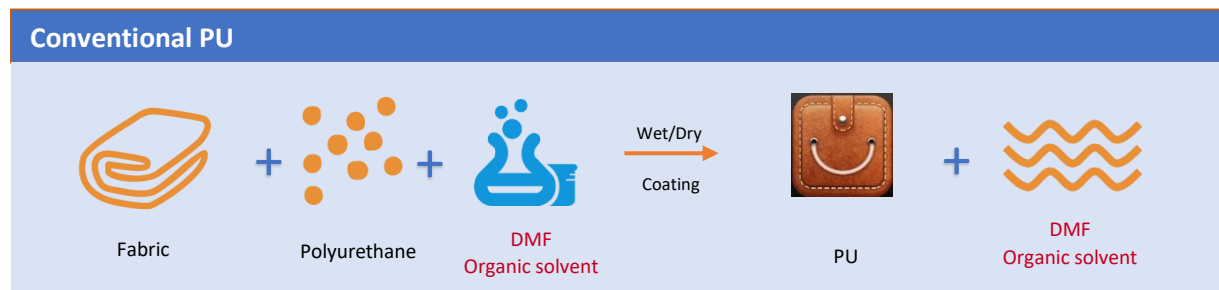 Conventional PU
Wet/Dry
Coating
Fabric
Polyurethane
DMF
Organic solvent
PU
DMF
Organic solvent